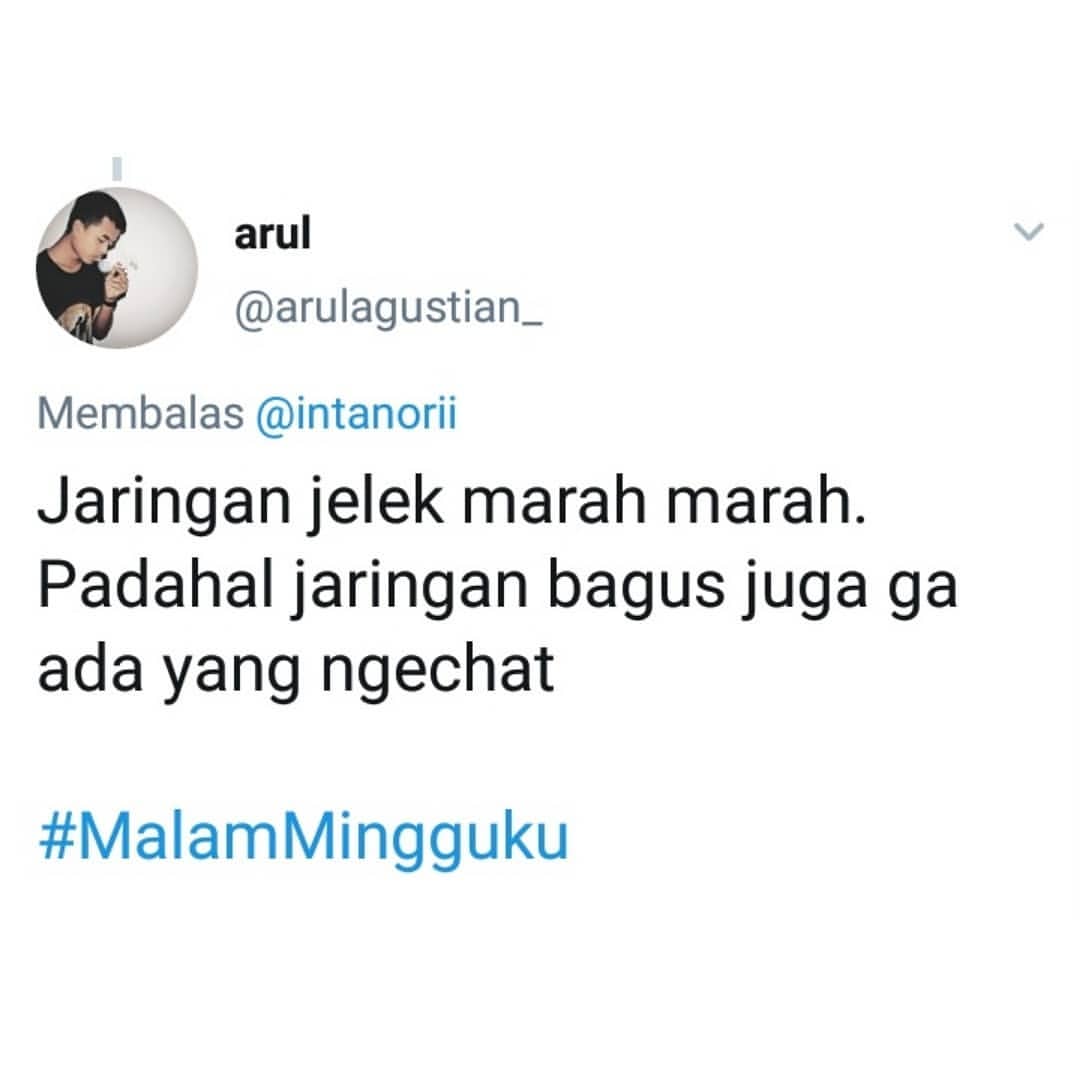 arul
@arulagustian_
Membalas @intanorii
Jaringan jelek marah marah.
Padahal jaringan bagus juga ga
ada yang ngechat
#MalamMingguku